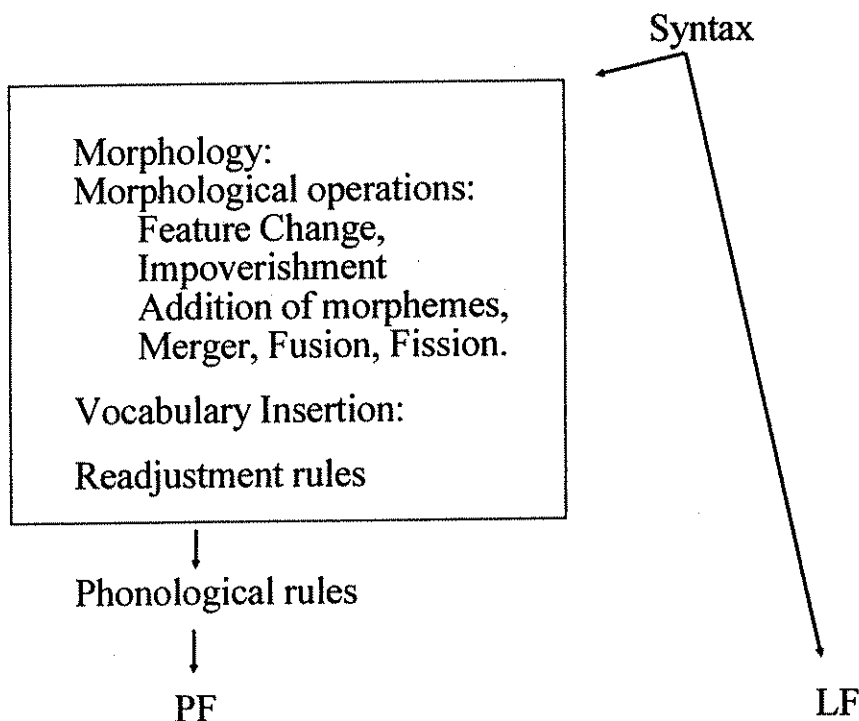 Syntax
Morphology:
Morphological operations:
Feature Change,
Impoverishment
Addition of morphemes,
Merger, Fusion, Fission.
Vocabulary Insertion:
Readjustment rules
Phonological rules
PF
LF